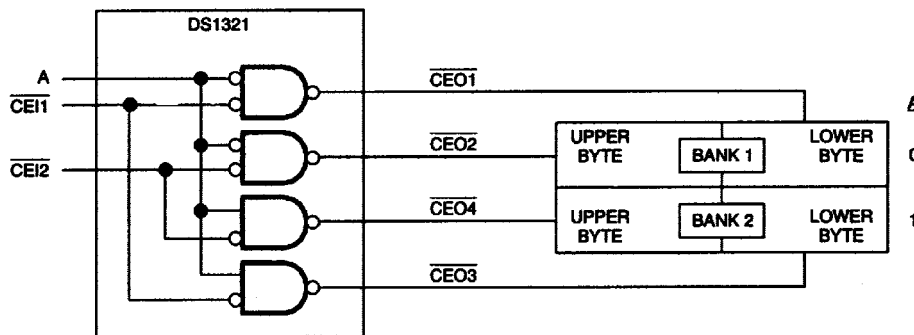 DS1321
A
CEI1
CEI2
CEO1
CEO2
CEO4
CEO3
UPPER BYTE
BANK 1
LOWER BYTE
UPPER BYTE
BANK 2
LOWER BYTE
1